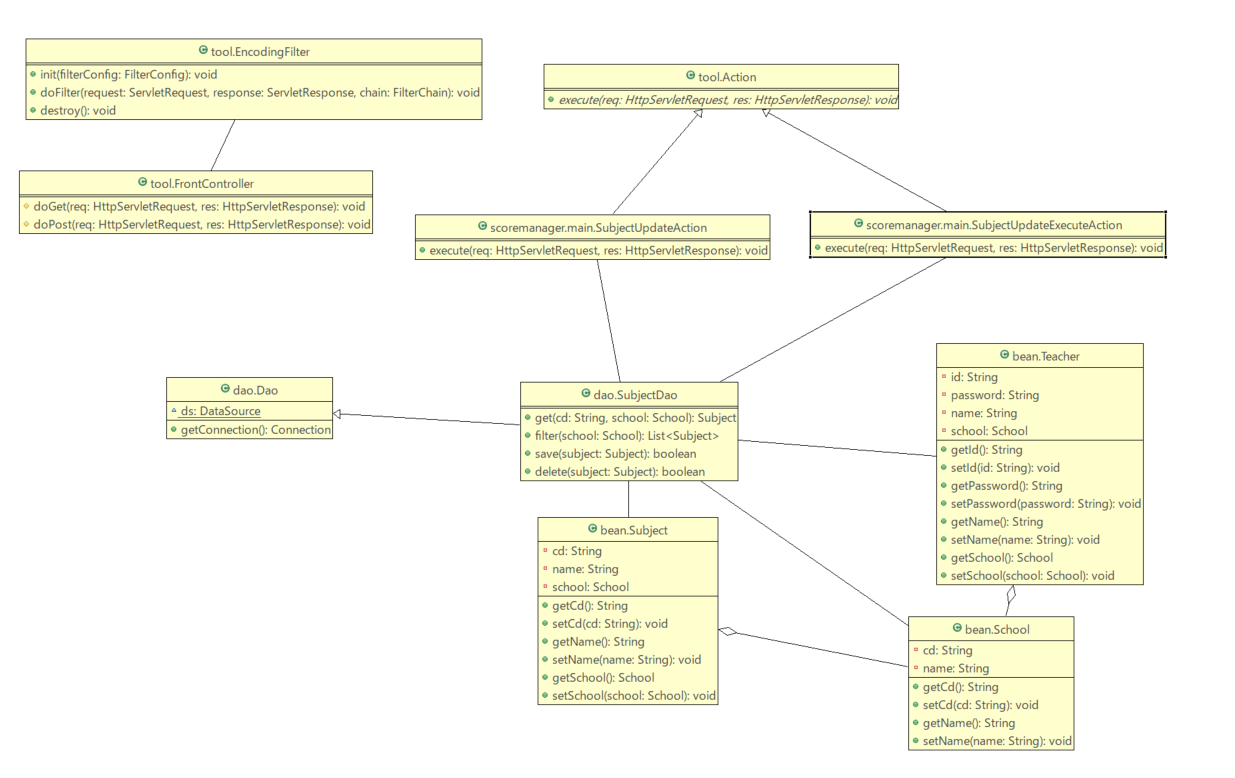 tool.EncodingFilter
init(filterConfig: FilterConfig): void
doFilter(request: ServletRequest, response: ServletResponse, chain: FilterChain): void
destroy(): void
tool.Action
execute(req: HttpServletRequest, res: HttpServletResponse): void
tool.FrontController
doGet(req: HttpServletRequest, res: HttpServletResponse): void
doPost(req: HttpServletRequest, res: HttpServletResponse): void
scoremanager.main.SubjectUpdateAction
execute(req: HttpServletRequest, res: HttpServletResponse): void
scoremanager.main.SubjectUpdateExecuteAction
execute(req: HttpServletRequest, res: HttpServletResponse): void
dao.Dao
ds: DataSource
getConnection(): Connection
dao.SubjectDao
get(cd: String, school: School): Subject
filter(school: School): List<Subject>
save(subject: Subject): boolean
delete(subject: Subject): boolean
bean.Teacher
id: String
password: String
name: String
school: School
getId(): String
setId(id: String): void
getPassword(): String
setPassword(password: String): void
getName(): String
setName(name: String): void
getSchool(): School
setSchool(school: School): void
bean.Subject
cd: String
name: String
school: School
getCd(): String
setCd(cd: String): void
getName(): String
setName(name: String): void
getSchool(): School
setSchool(school: School): void
bean.School
cd: String
name: String
getCd(): String
setCd(cd: String): void
getName(): String
setName(name: String): void